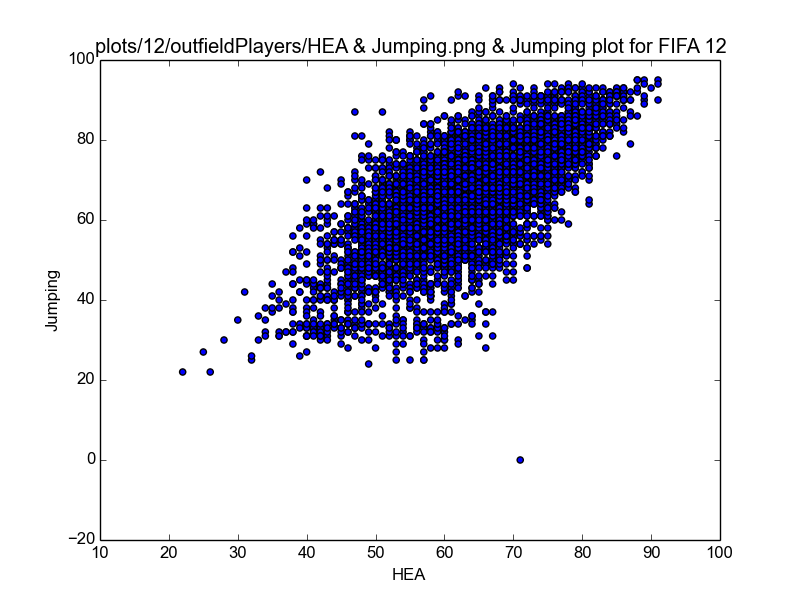 plots/12/outfieldPlayers/HEA & Jumping.png & Jumping plot for FIFA 12
100
80
60
40
20
0
−20
Jumping
10 20 30 40 50 60 70 80 90 100
HEA